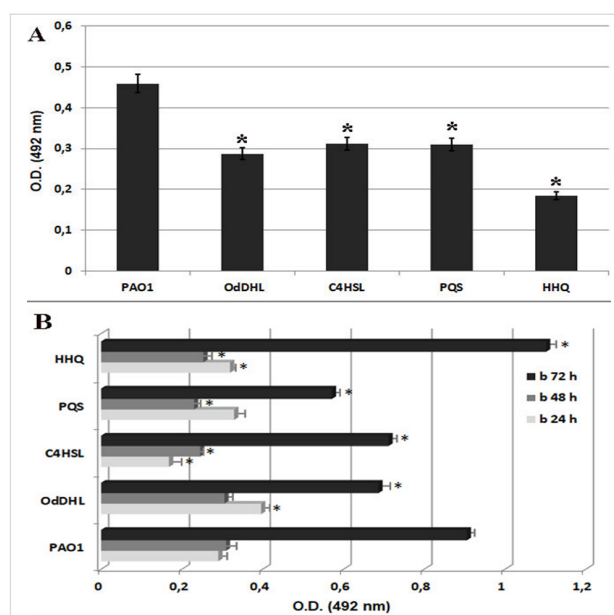 A
0,6
0,5
0,4
0,3
0,2
0,1
0
O.D. (492 nm)
* * * *
PAO1 OdDHL C4HSL PQS HHQ
B
HHQ
PQS
C4HSL
OdDHL
PAO1
* * *
* *
* * *
* *
b 72 h
b 48 h
b 24 h
0 0,2 0,4 0,6 0,8 1 1,2
O.D. (492 nm)